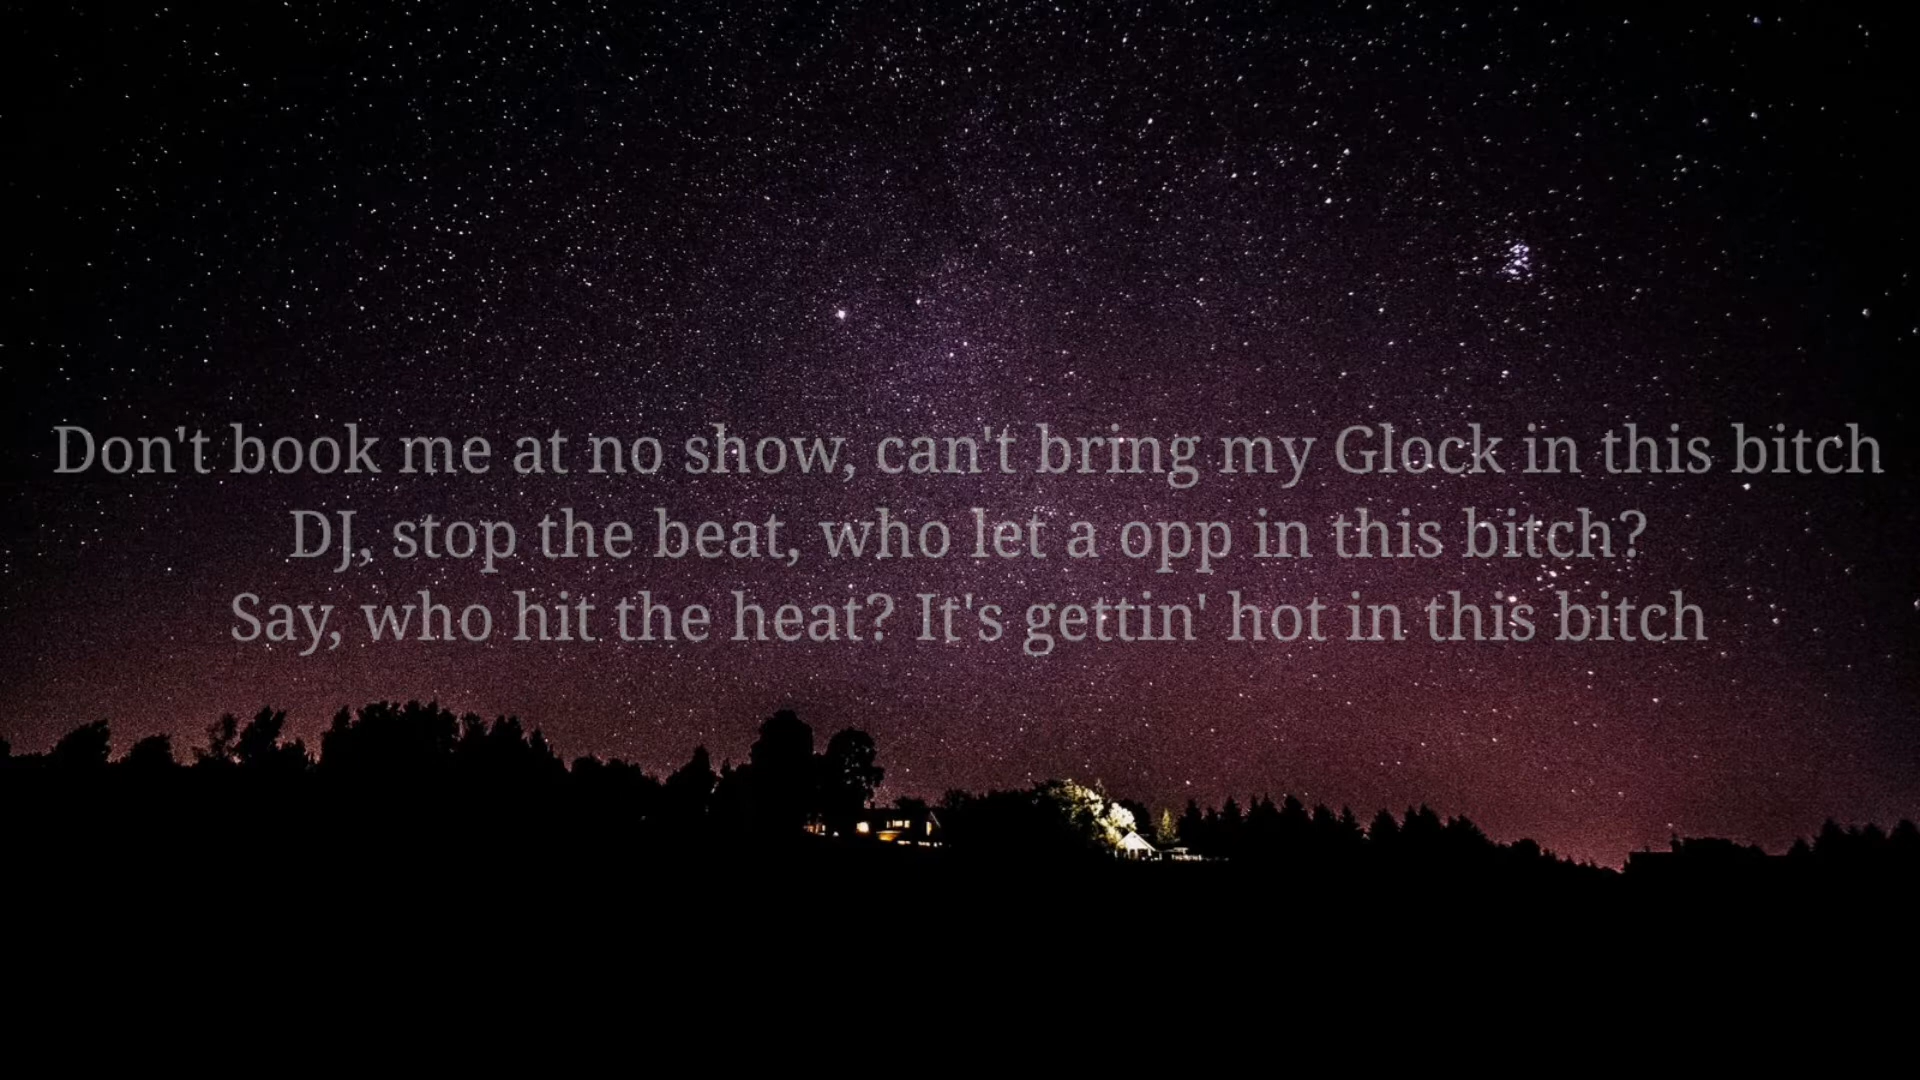 Don't book me at no show, can't bring my Glock in this bitch
DJ, stop the beat, who let a opp in this bitch?
Say, who hit the heat? It's gettin' hot in this bitch